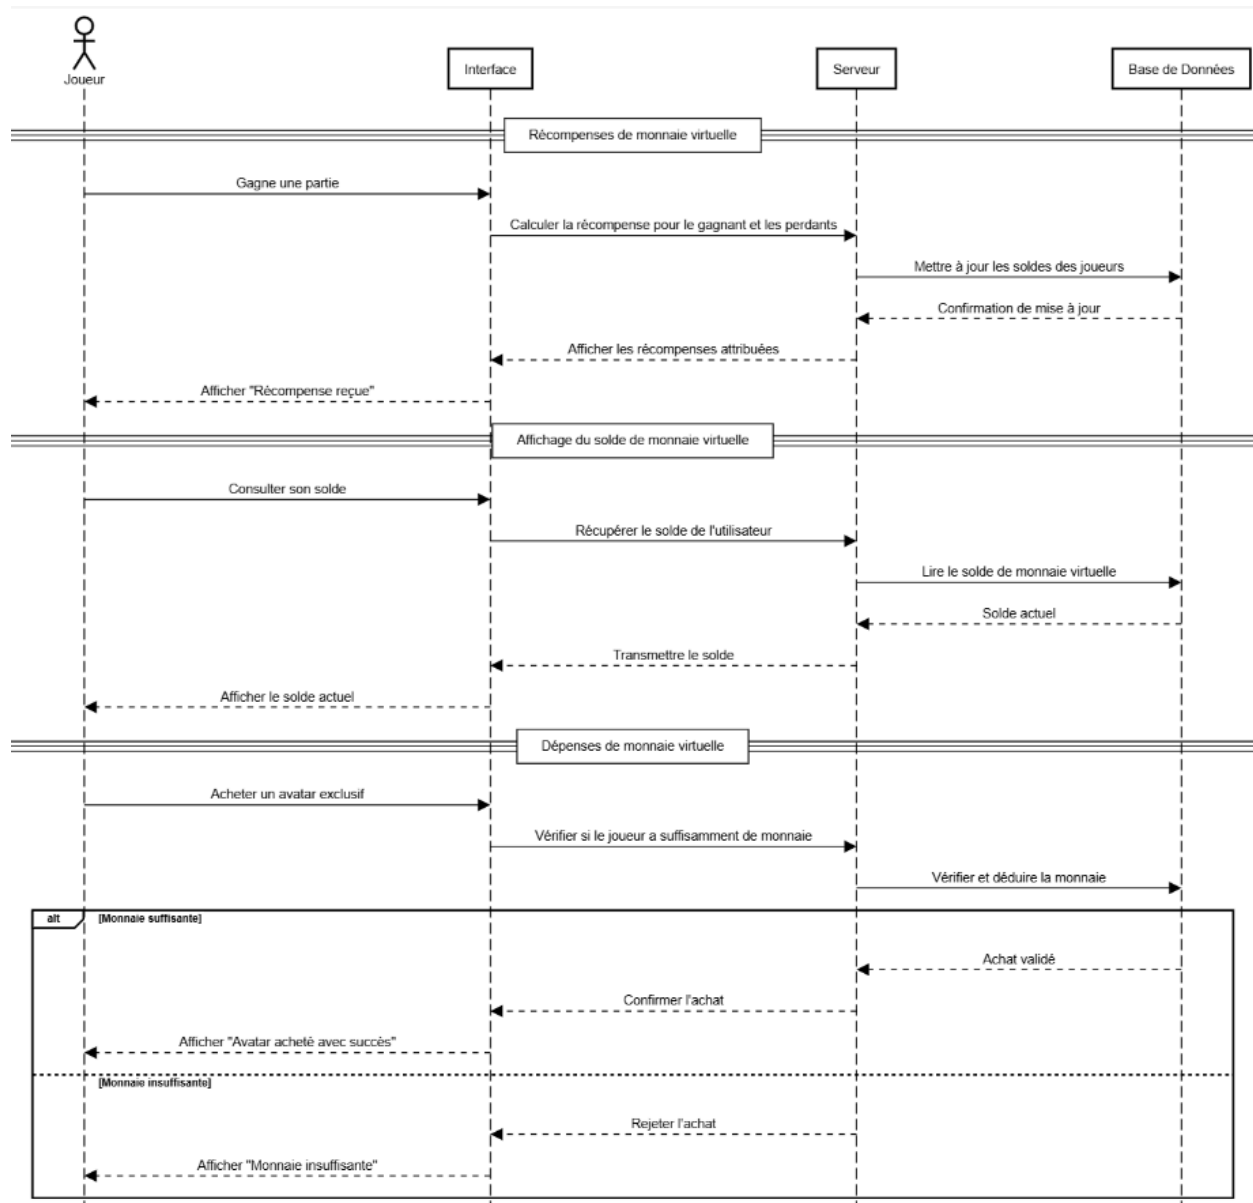 Joueur
Interface
Serveur
Base de Données
Récompenses de monnaie virtuelle
Gagne une partie
Calculer la récompense pour le gagnant et les perdants
Mettre à jour les soldes des joueurs
Confirmation de mise à jour
Afficher les récompenses attribuées
Afficher "Récompense reçue"
Affichage du solde de monnaie virtuelle
Consulter son solde
Récupérer le solde de l'utilisateur
Lire le solde de monnaie virtuelle
Solde actuel
Transmettre le solde
Afficher le solde actuel
Dépenses de monnaie virtuelle
Acheter un avatar exclusif
Vérifier si le joueur a suffisamment de monnaie
Vérifier et déduire la monnaie
alt [Monnaie suffisante]
Achat validé
Confirmer l'achat
Afficher "Avatar acheté avec succès"
[Monnaie insuffisante]
Rejeter l'achat
Afficher "Monnaie insuffisante"